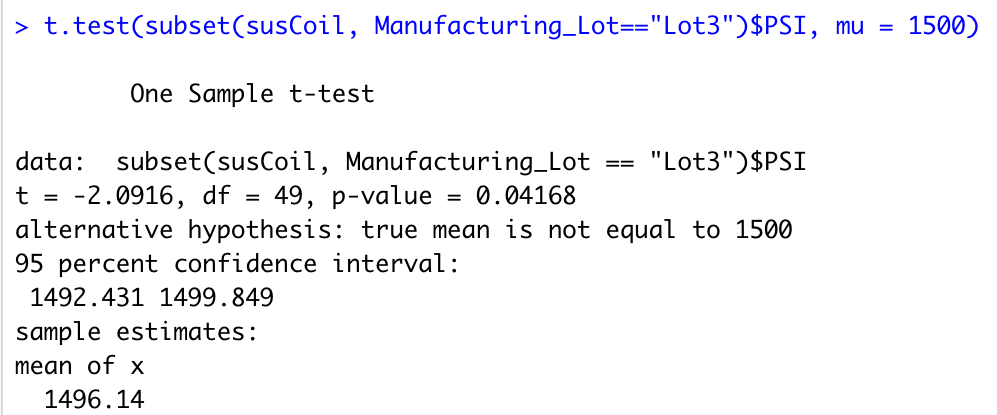 > t.test(subset(susCoil, Manufacturing_Lot=="Lot3")$PSI, mu = 1500)
One Sample t-test
data:  subset(susCoil, Manufacturing_Lot == "Lot3")$PSI
t = -2.0916, df = 49, p-value = 0.04168
alternative hypothesis: true mean is not equal to 1500
95 percent confidence interval:
1492.431 1499.849
sample estimates:
mean of x
1496.14